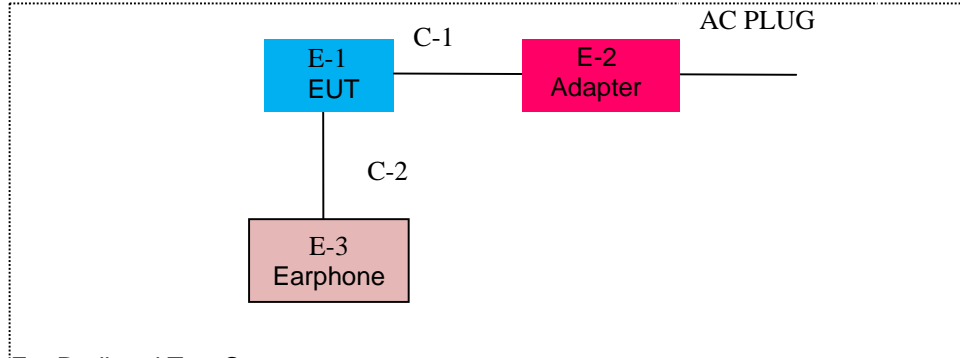 AC PLUG
C-1
E-1
EUT
E-2
Adapter
C-2
E-3
Earphone